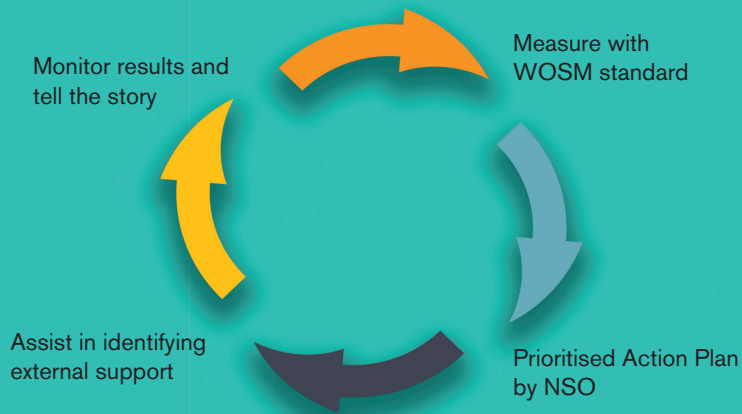 Monitor results and
tell the story
Measure with
WOSM standard
Assist in identifying
external support
Prioritised Action Plan
by NSO